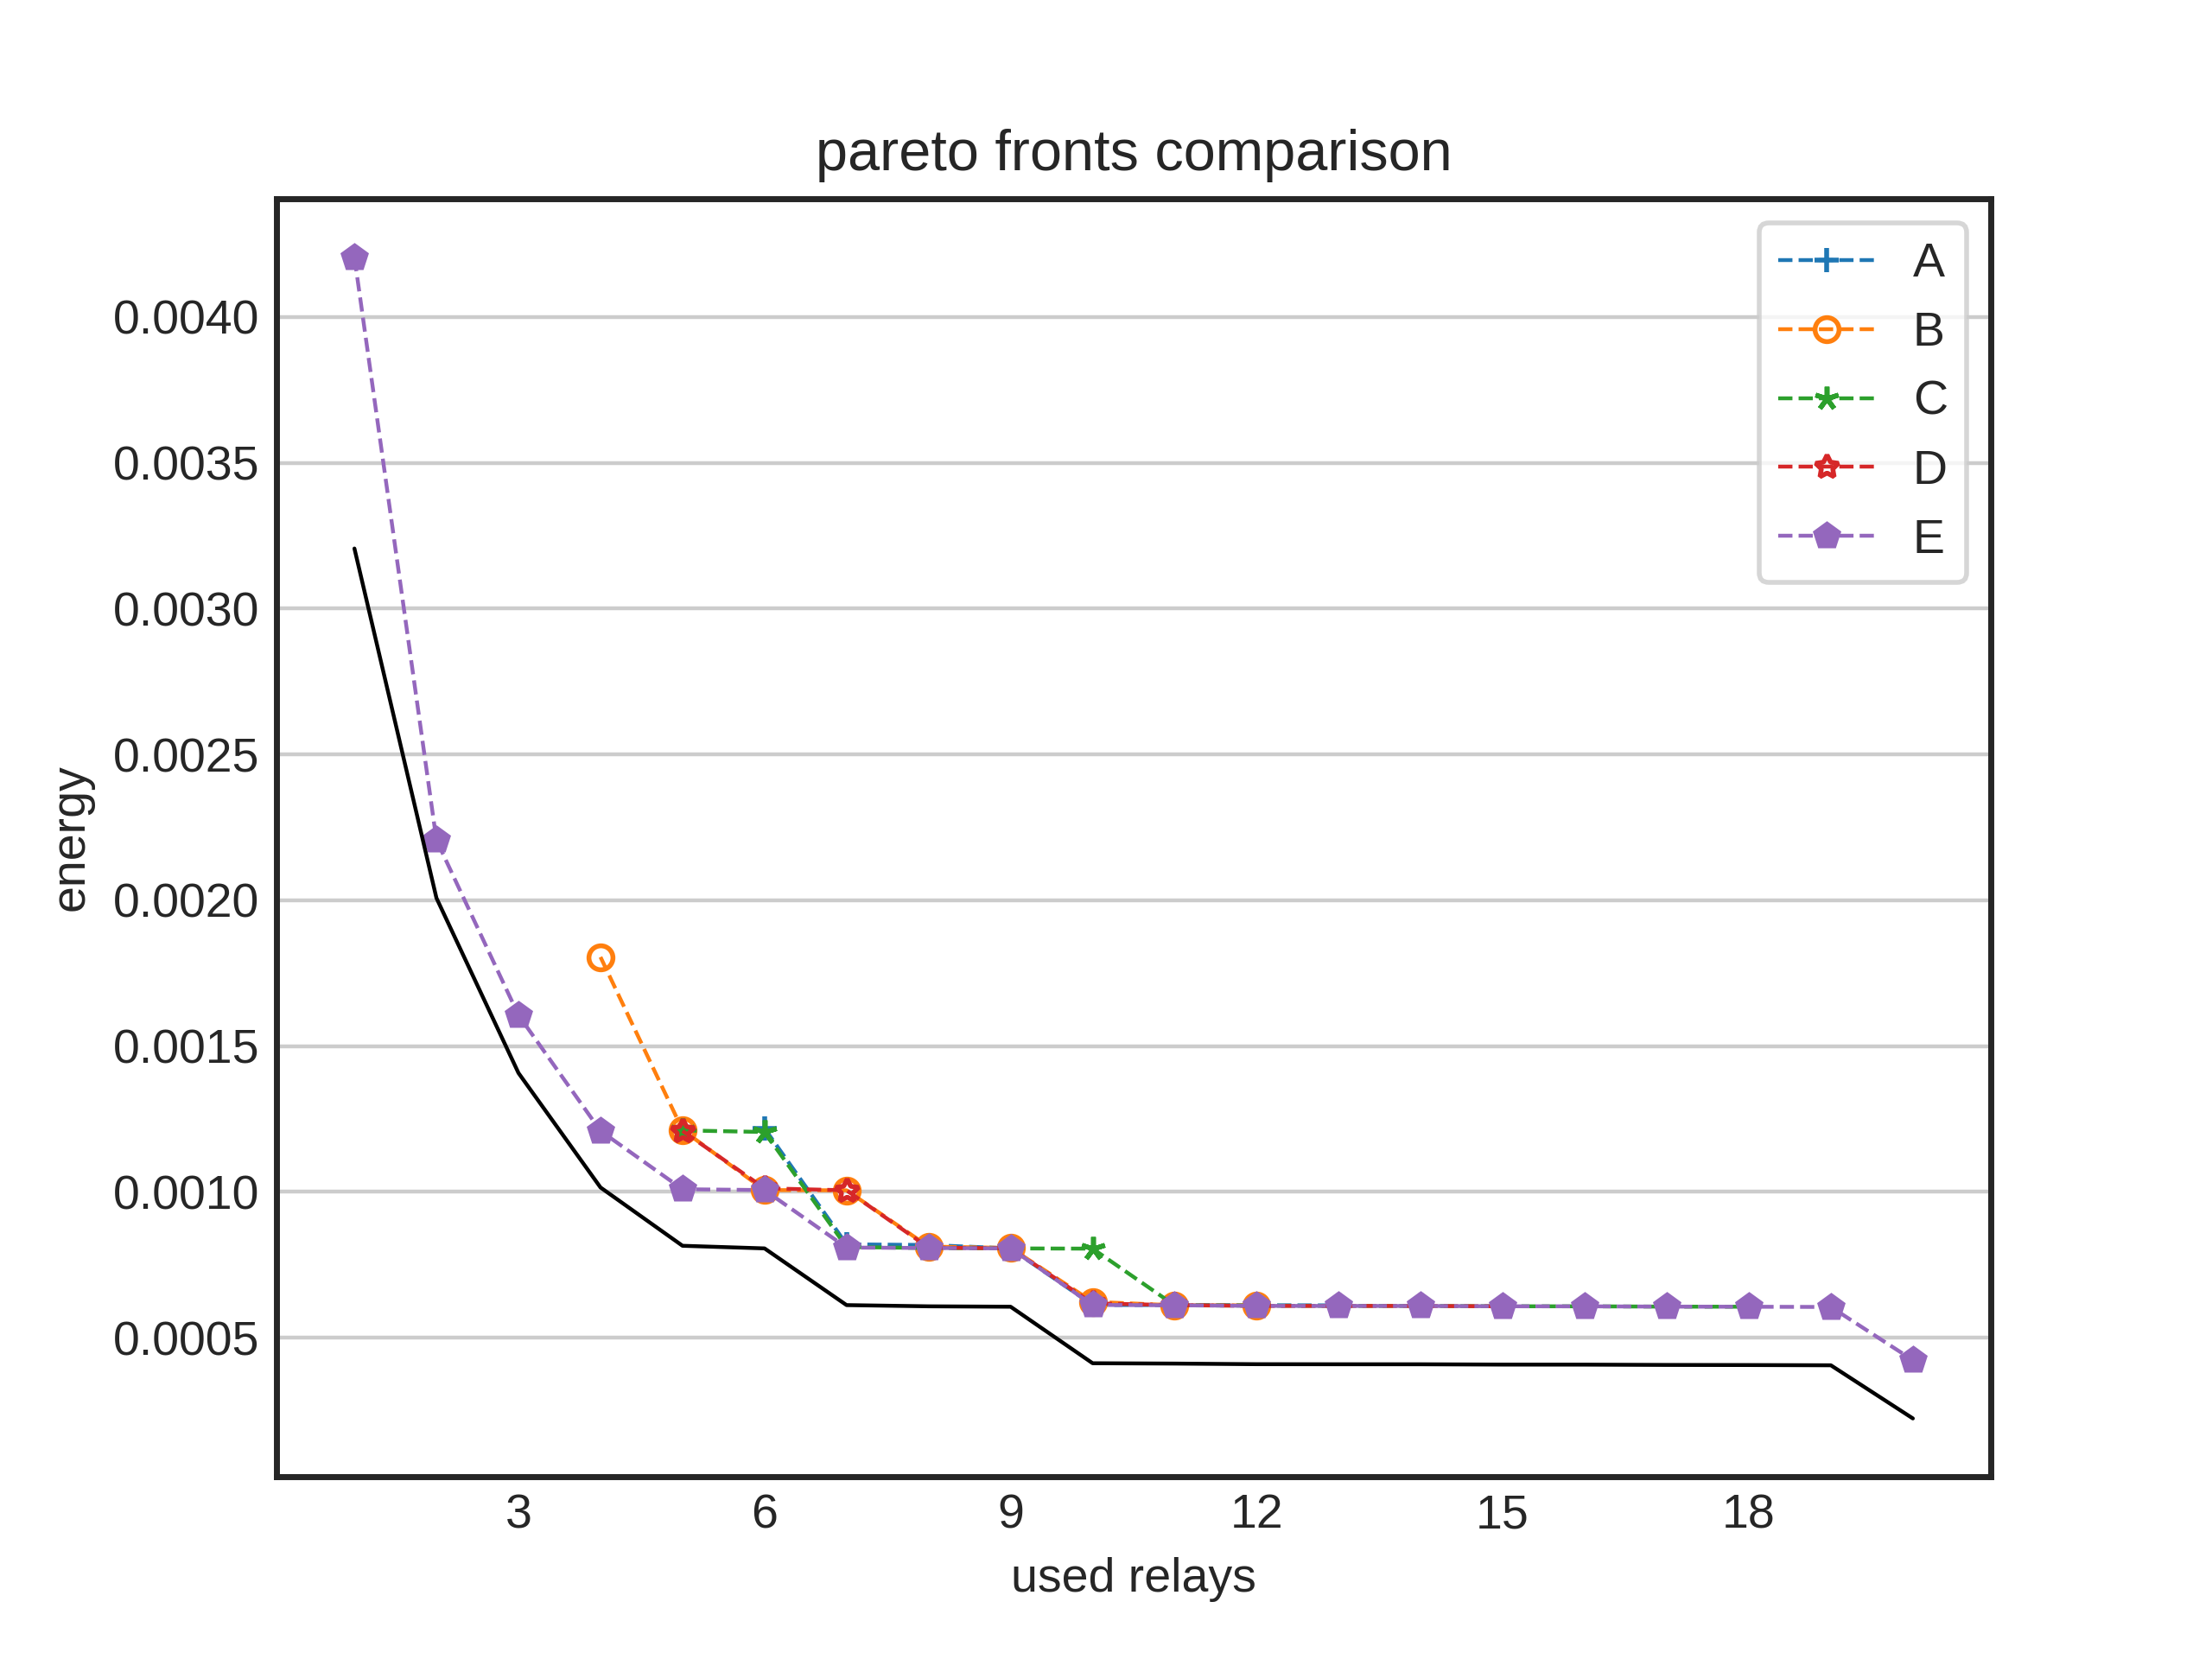 pareto fronts comparison
A
B
C
D
E
energy
0.0040
0.0035
0.0030
0.0025
0.0020
0.0015
0.0010
0.0005
3 6 9 12 15 18
used relays